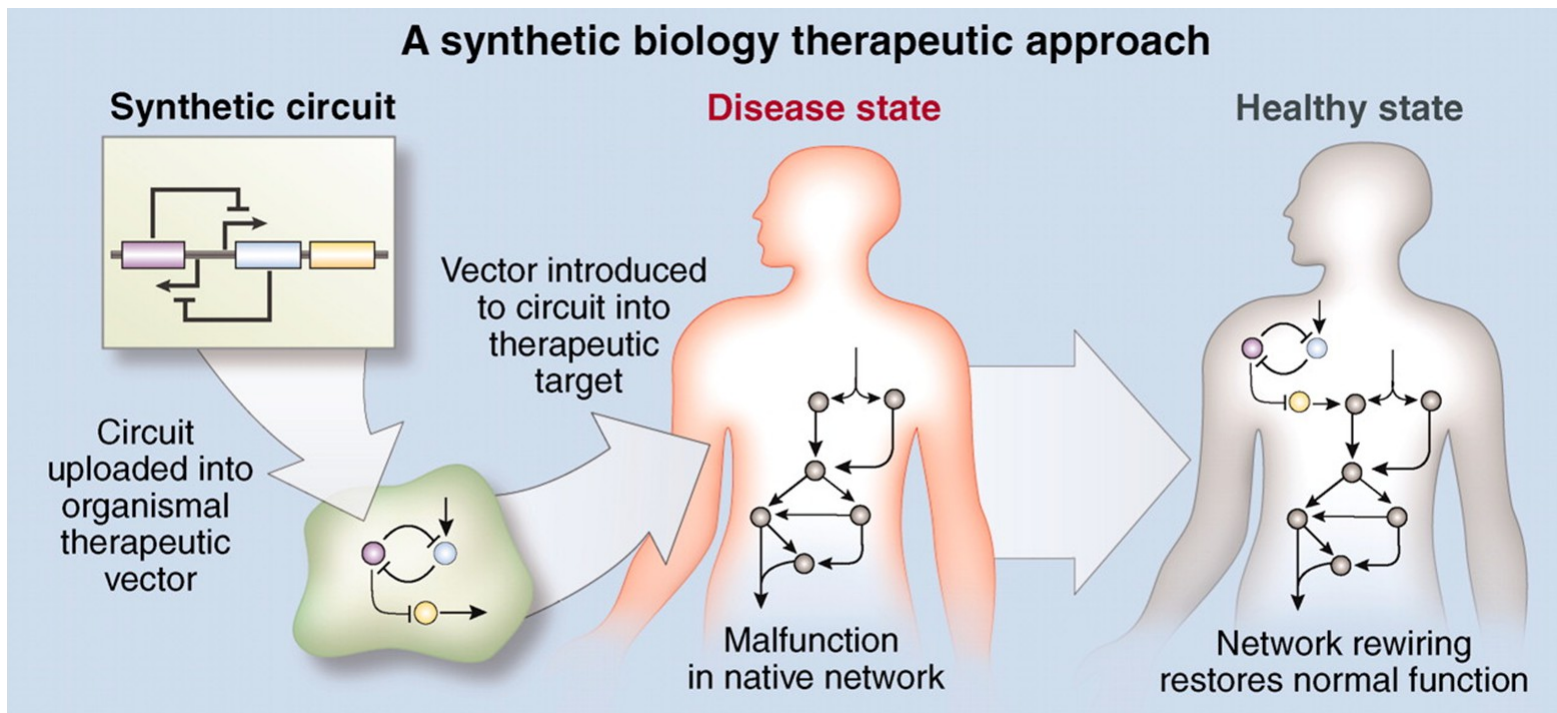 A synthetic biology therapeutic approach
Synthetic circuit
Disease state
Healthy state
Vector introduced
to circuit into
therapeutic
target
Circuit
uploaded into
organismal
therapeutic
vector
Malfunction
in native network
Network rewiring
restores normal function